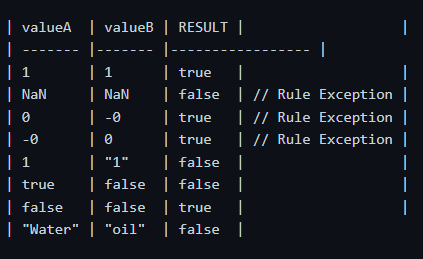 | valueA | valueB | RESULT | |
| ------- | ------- |----------------- |
| 1 | 1 | true | |
| NaN | NaN | false | // Rule Exception |
| 0 | -0 | true | // Rule Exception |
| -0 | 0 | true | // Rule Exception |
| 1 | "1" | false | |
| true | false | false | |
| false | false | true | |
| "Water" | "oil" | false |